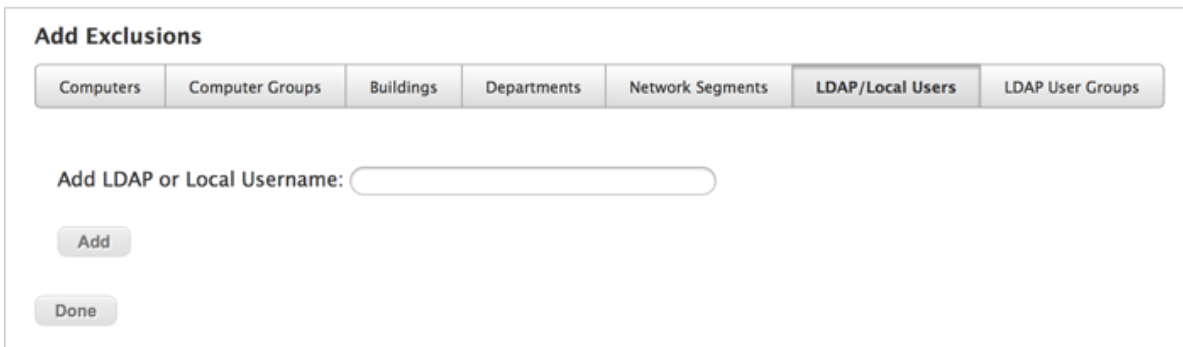 Add Exclusions
Computers Computer Groups Buildings Departments Network Segments LDAP/Local Users LDAP User Groups
Add LDAP or Local Username:
Add
Done